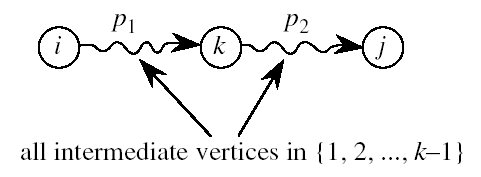 p₁ p₂
i k j
all intermediate vertices in {1, 2, ..., k–1}